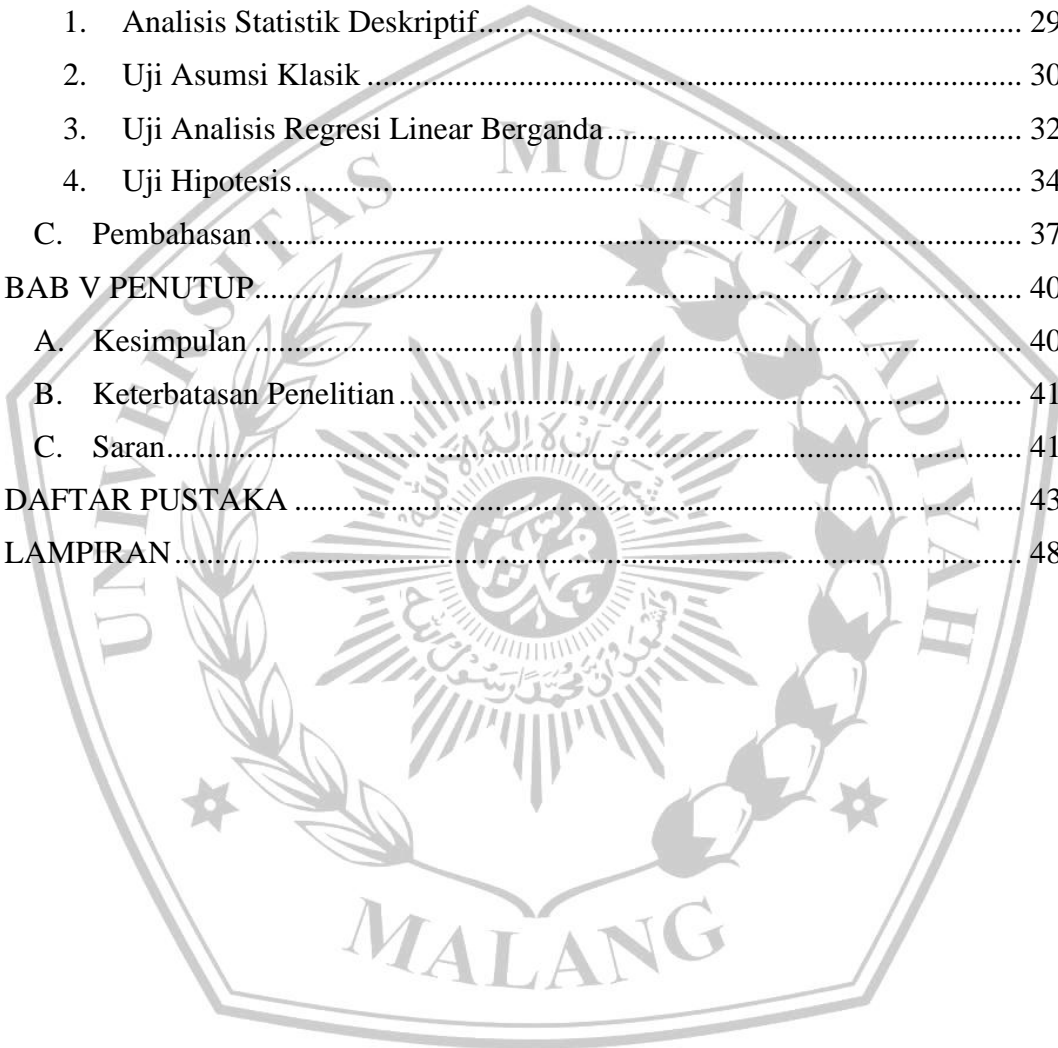 1. Analisis Statistik Deskriptif........................................................................ 29
2. Uji Asumsi Klasik........................................................................ 30
3. Uji Analisis Regresi Linear Berganda........................................................................ 32
4. Uji Hipotesis........................................................................ 34
C. Pembahasan........................................................................ 37
BAB V PENUTUP........................................................................ 40
A. Kesimpulan........................................................................ 40
B. Keterbatasan Penelitian........................................................................ 41
C. Saran........................................................................ 41
DAFTAR PUSTAKA........................................................................ 43
LAMPIRAN........................................................................ 48
UNIVERSITAS MUHAMMADIYAH
MALANG